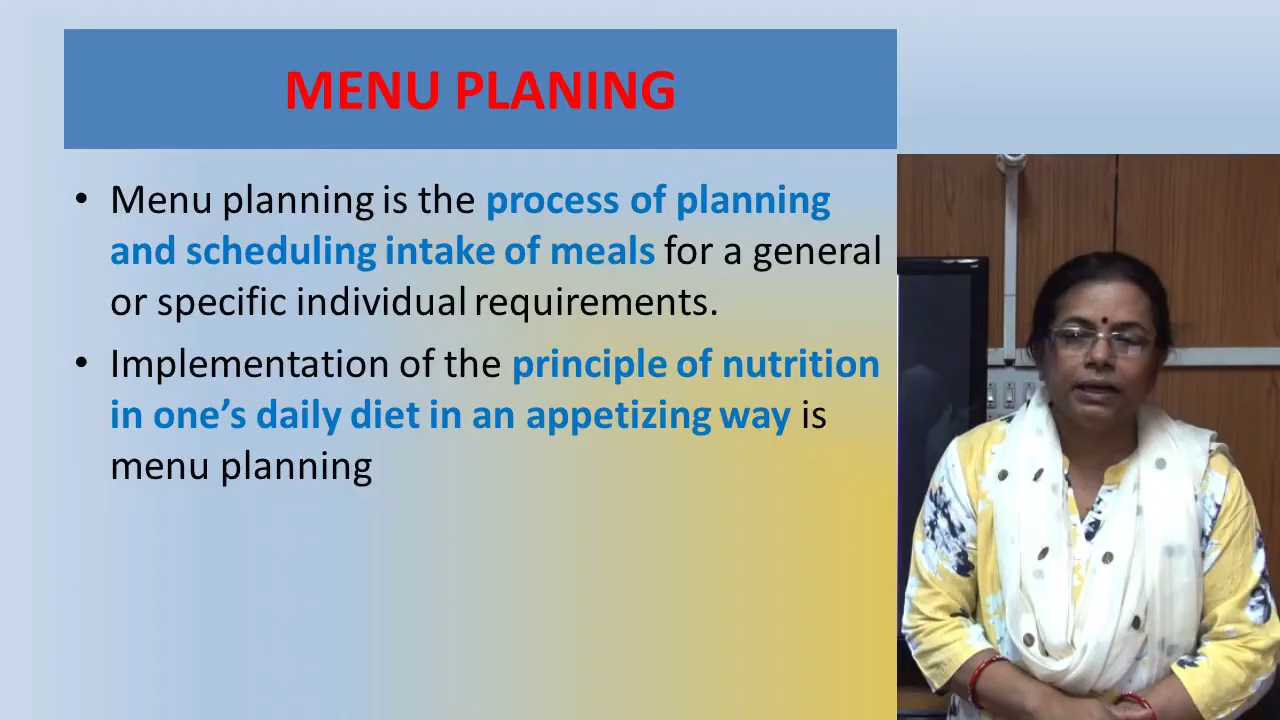 MENU PLANING
• Menu planning is the process of planning
and scheduling intake of meals for a general
or specific individual requirements.
• Implementation of the principle of nutrition
in one’s daily diet in an appetizing way is
menu planning